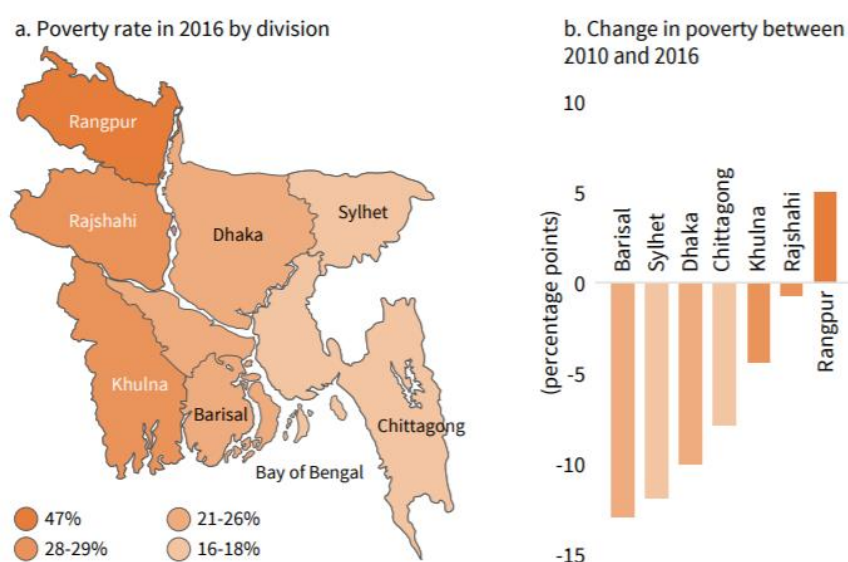 a. Poverty rate in 2016 by division
Rangpur
Rajshahi
Dhaka
Sylhet
Khulna
Barisal
Chittagong
Bay of Bengal
47%
28-29%
21-26%
16-18%
b. Change in poverty between
2010 and 2016
(percentage points)
10
5
0
-5
-10
-15
Barisal
Sylhet
Dhaka
Chittagong
Khulna
Rajshahi
Rangpur